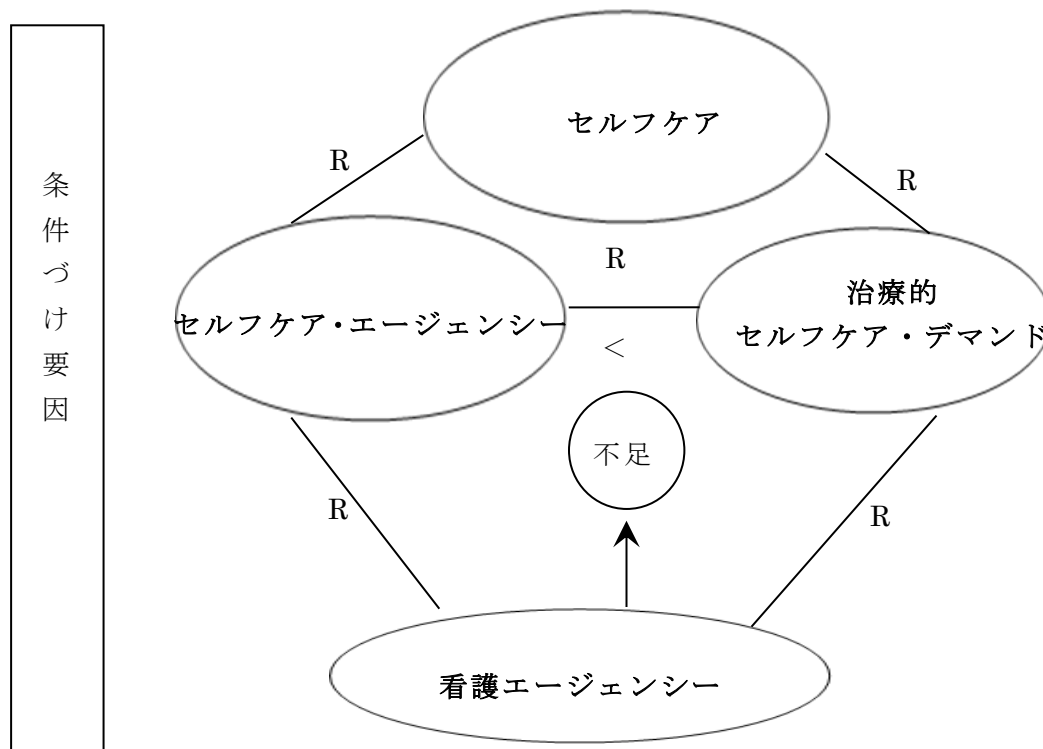 条件づけ要因
セルフケア
R
R
R
セルフケア・エージェンシー
治療的
セルフケア・デマンド
<
不足
R
R
看護エージェンシー